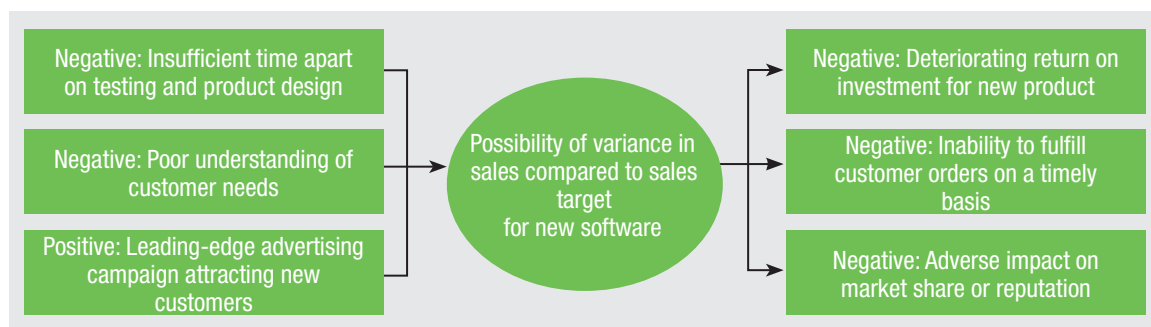 Negative: Insufficient time apart
on testing and product design
Negative: Poor understanding of
customer needs
Positive: Leading-edge advertising
campaign attracting new
customers
Possibility of variance in
sales compared to sales
target
for new software
Negative: Deteriorating return on
investment for new product
Negative: Inability to fulfill
customer orders on a timely
basis
Negative: Adverse impact on
market share or reputation